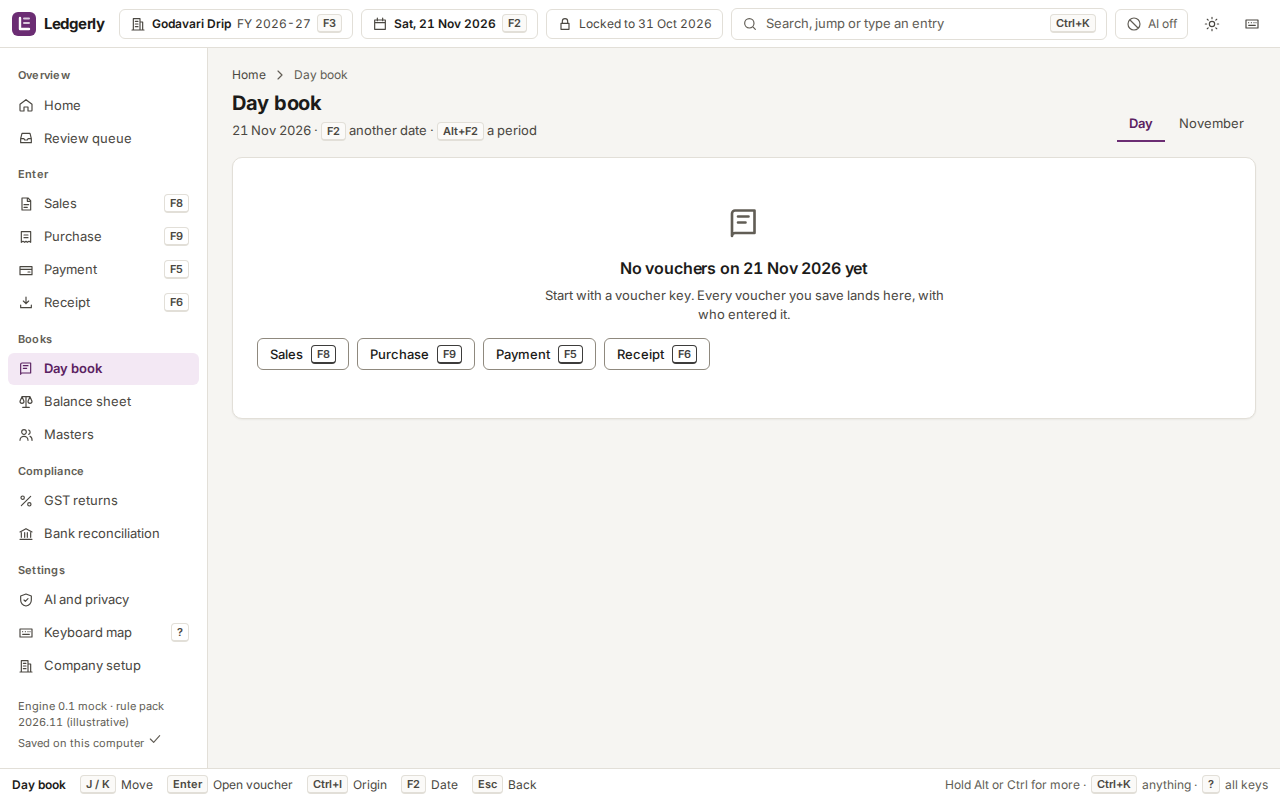 Ledgerly
Godavari Drip FY 2026-27 F3
Sat, 21 Nov 2026 F2
Locked to 31 Oct 2026
Search, jump or type an entry Ctrl+K
AI off
Overview
Home
Review queue
Enter
Sales F8
Purchase F9
Payment F5
Receipt F6
Books
Day book
Balance sheet
Masters
Compliance
GST returns
Bank reconciliation
Settings
AI and privacy
Keyboard map ?
Company setup
Engine 0.1 mock · rule pack
2026.11 (illustrative)
Saved on this computer
Home > Day book
Day book
21 Nov 2026 · F2 another date · Alt+F2 a period
Day November
No vouchers on 21 Nov 2026 yet
Start with a voucher key. Every voucher you save lands here, with
who entered it.
Sales F8 Purchase F9 Payment F5 Receipt F6
Day book J / K Move Enter Open voucher Ctrl+I Origin F2 Date Esc Back
Hold Alt or Ctrl for more · Ctrl+K anything · ? all keys